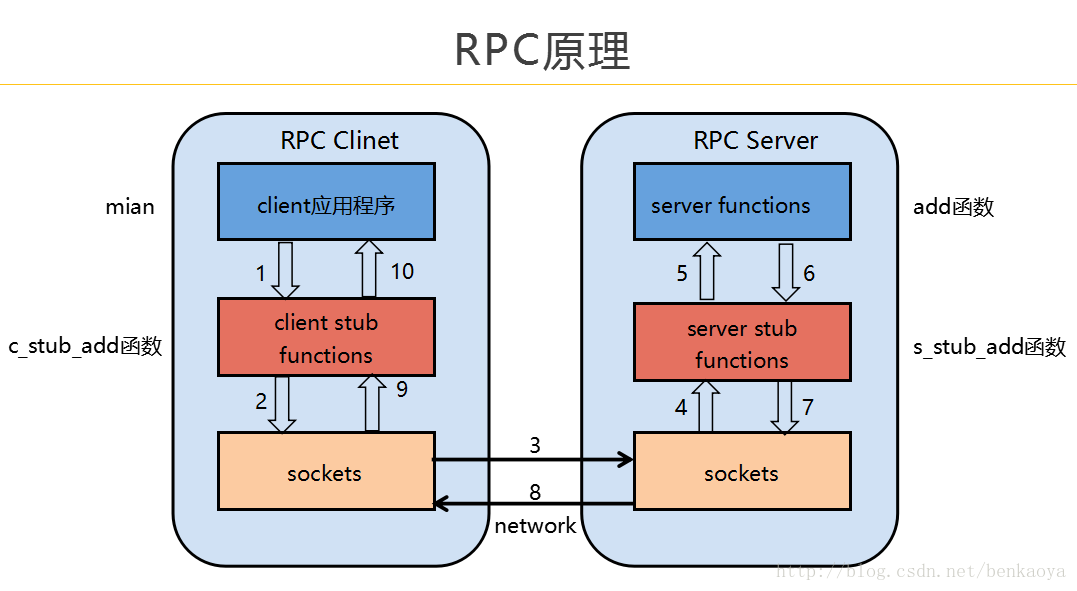 RPC原理
RPC Clinet
RPC Server
mian
client应用程序
server functions
add函数
1
10
5
6
c_stub_add函数
client stub
functions
server stub
functions
s_stub_add函数
2
9
4
7
sockets
3
8
network
sockets
http://blog.csdn.net/benkaoya